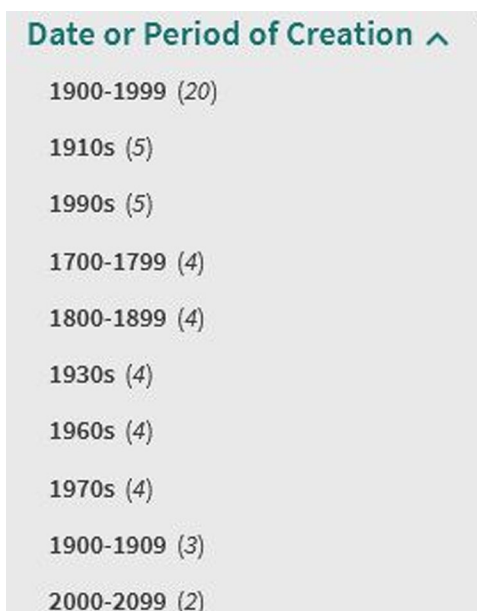 Date or Period of Creation
1900-1999 (20)
1910s (5)
1990s (5)
1700-1799 (4)
1800-1899 (4)
1930s (4)
1960s (4)
1970s (4)
1900-1909 (3)
2000-2099 (2)